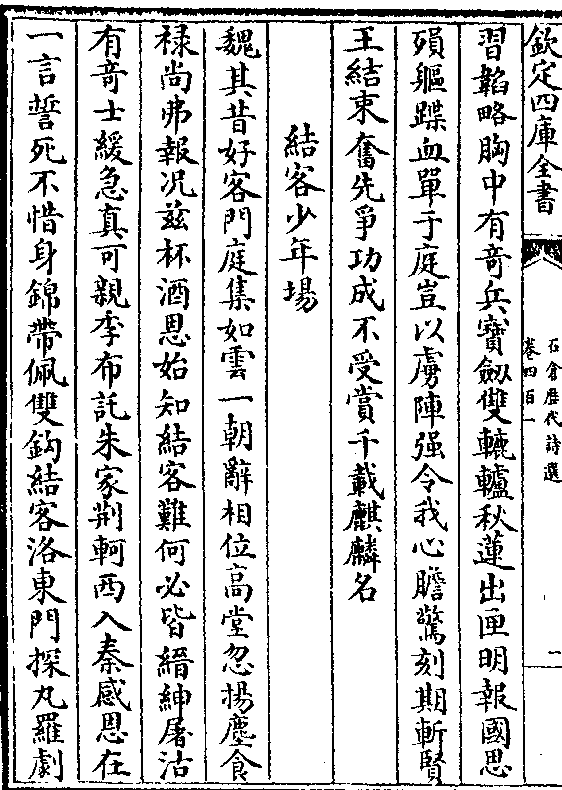 欽定四庫全書
石倉歷代詩選
卷四百一
二
習韜略胸中有竒兵寶劔雙轆轤秋蓮出匣明報國思
殞軀蹀血單于庭豈以虜陣强令我心膽驚刻期斬賢
王結束奮先爭功成不受賞千載麒麟名
結客少年場
魏其昔好客門庭集如雲一朝辭相位高堂忽揚塵食
禄尚弗報况兹杯酒恩始知結客難何必皆縉紳屠沽
有竒士緩急真可親季布託朱家荆軻西入秦感恩在
一言誓死不惜身錦帶佩雙鈎結客洛東門探丸羅劇